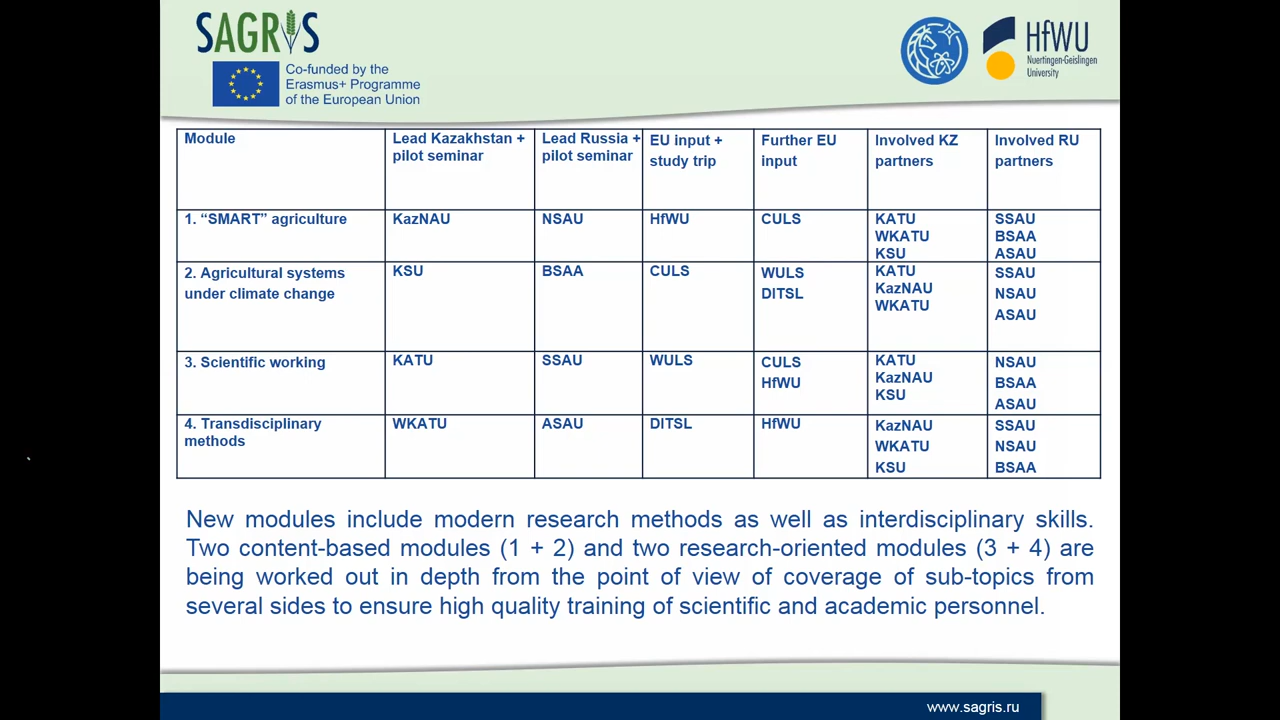 SAGRIS
Co-funded by the
Erasmus+ Programme
of the European Union
HfWU
Nuertingen-Geislingen
University
Module
Lead Kazakhstan +
pilot seminar
Lead Russia +
pilot seminar
EU input +
study trip
Further EU
input
Involved KZ
partners
Involved RU
partners
1. “SMART” agriculture
KazNAU
NSAU
HfWU
CULS
KATU
WKATU
KSU
SSAU
BSAA
ASAU
2. Agricultural systems
under climate change
KSU
BSAA
CULS
WULS
DITSL
KATU
KazNAU
WKATU
SSAU
NSAU
ASAU
3. Scientific working
KATU
SSAU
WULS
CULS
HfWU
KATU
KazNAU
KSU
NSAU
BSAA
ASAU
4. Transdisciplinary
methods
WKATU
ASAU
DITSL
HfWU
KazNAU
WKATU
KSU
SSAU
NSAU
BSAA
New modules include modern research methods as well as interdisciplinary skills.
Two content-based modules (1 + 2) and two research-oriented modules (3 + 4) are
being worked out in depth from the point of view of coverage of sub-topics from
several sides to ensure high quality training of scientific and academic personnel.
www.sagris.ru